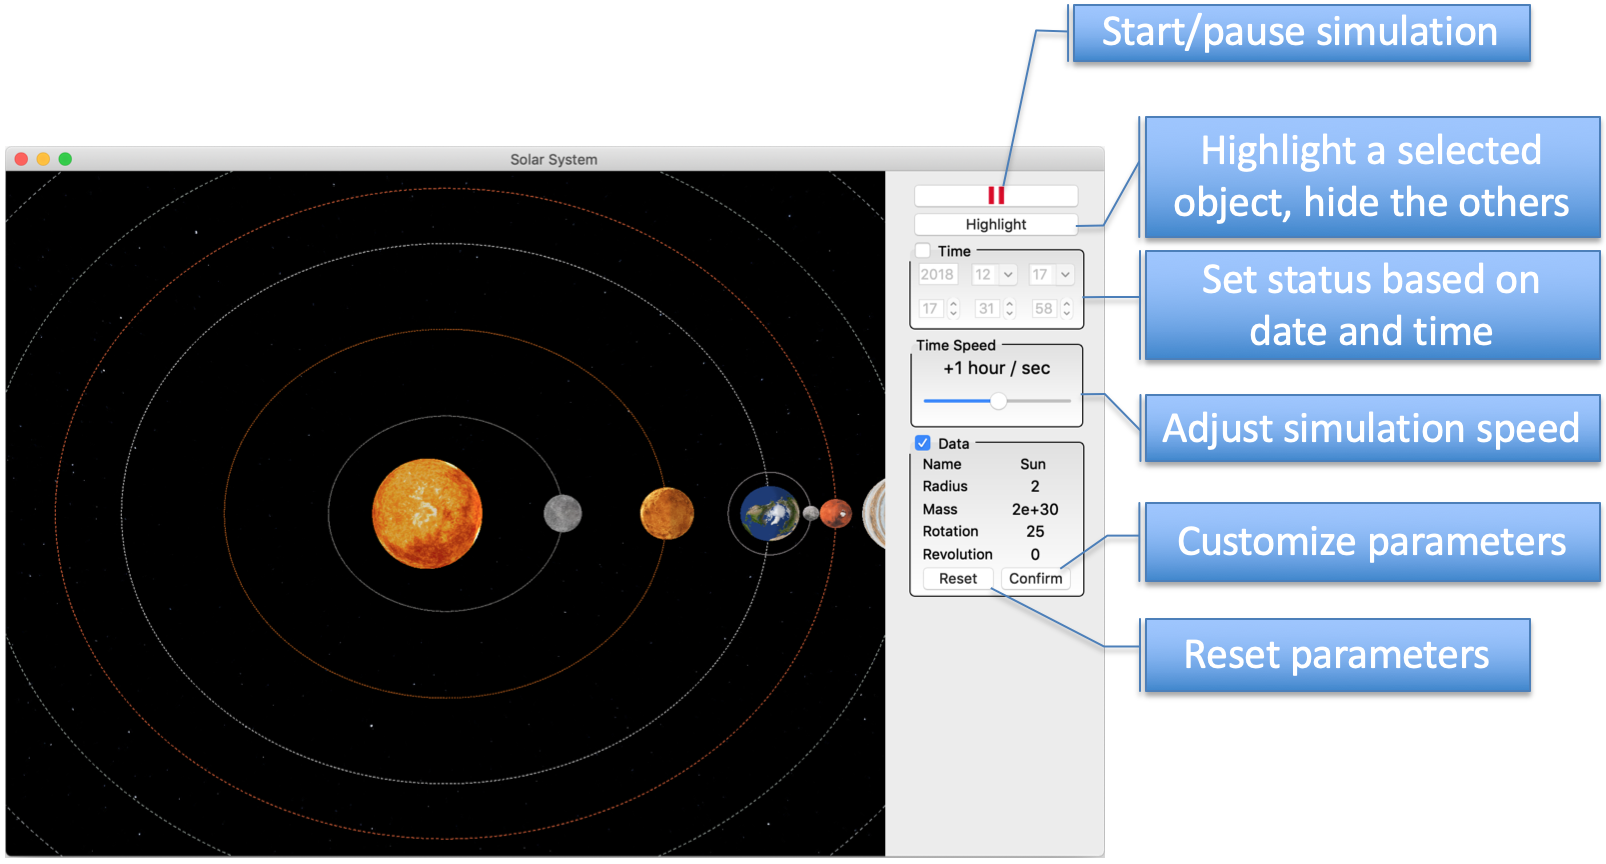 Start/pause simulation
Highlight a selected
object, hide the others
Solar System
Highlight
Time
2018 12 17
17 31 58
Set status based on
date and time
Time Speed
+1 hour / sec
Adjust simulation speed
Data
Name Sun
Radius 2
Mass 2e+30
Rotation 25
Revolution 0
Reset Confirm
Customize parameters
Reset parameters